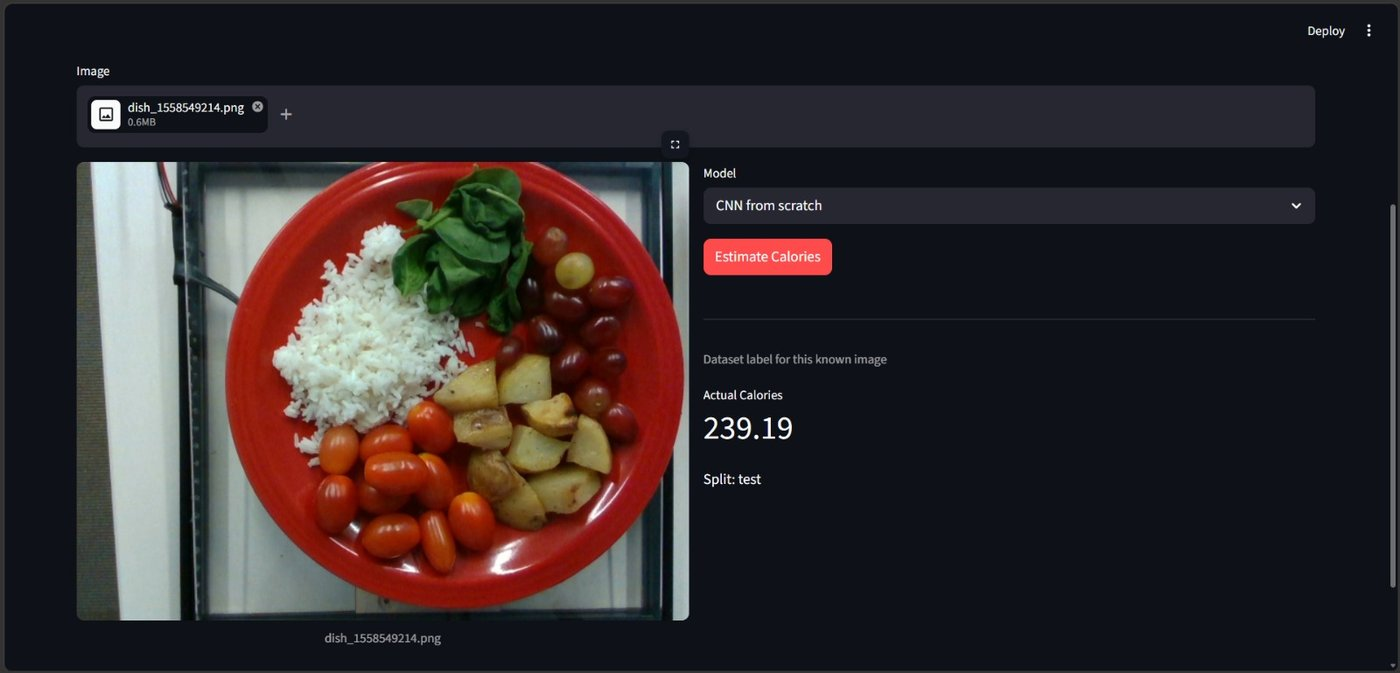 Deploy
Image
dish_1558549214.png
0.6MB
Model
CNN from scratch
Estimate Calories
Dataset label for this known image
Actual Calories
239.19
Split: test
dish_1558549214.png